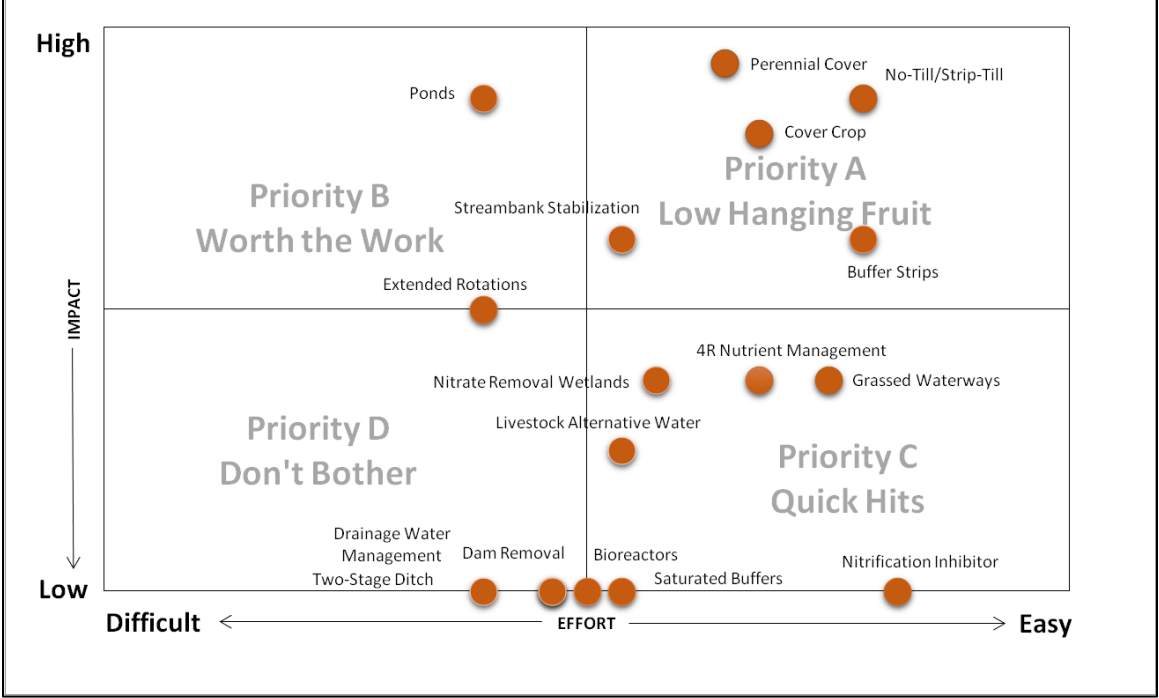 High
Perennial Cover
No-Till/Strip-Till
Ponds
Cover Crop
Priority A
Low Hanging Fruit
Priority B
Worth the Work
Streambank Stabilization
Buffer Strips
Extended Rotations
IMPACT
4R Nutrient Management
Nitrate Removal Wetlands
Grassed Waterways
Livestock Alternative Water
Priority D
Don't Bother
Priority C
Quick Hits
Drainage Water
Management
Dam Removal
Bioreactors
Nitrification Inhibitor
Two-Stage Ditch
Saturated Buffers
Low
Difficult
EFFORT
Easy